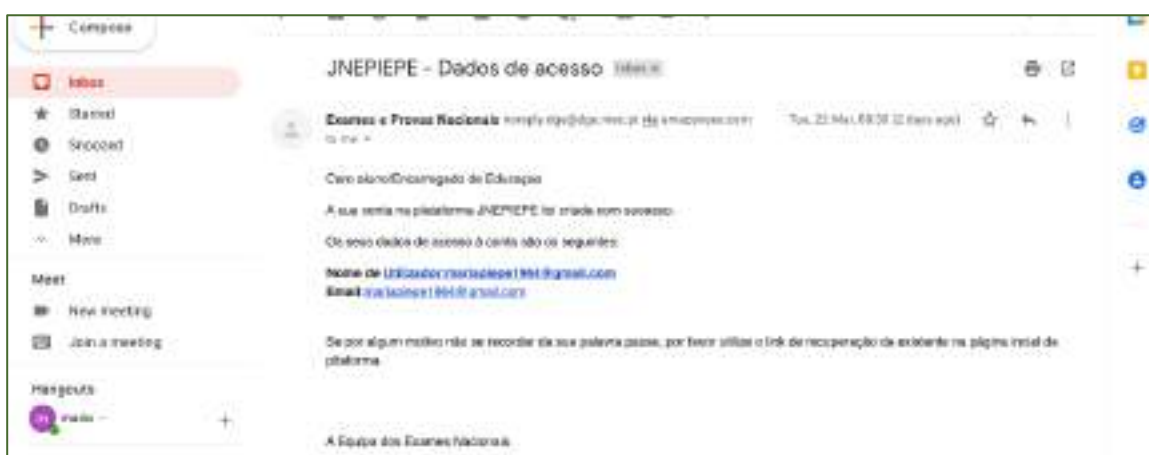 Compose
Inbox
Starred
Snoozed
Sent
Drafts
More
Meet
New meeting
Join a meeting
Hangouts
JNEPIEPE - Dados de acesso Inbox x
Exames e Provas Nacionais
to me
Caro aluno/Encarregado de Educação
A sua conta na plataforma JNEPIEPE foi criada com sucesso.
Os seus dados de acesso à conta são os seguintes:
Nome de Utilizador:
Email:
Se por algum motivo não se recordar da sua palavra passe, por favor utilize o link de recuperação da existente na página inicial da
plataforma.
A Equipa dos Exames Nacionais